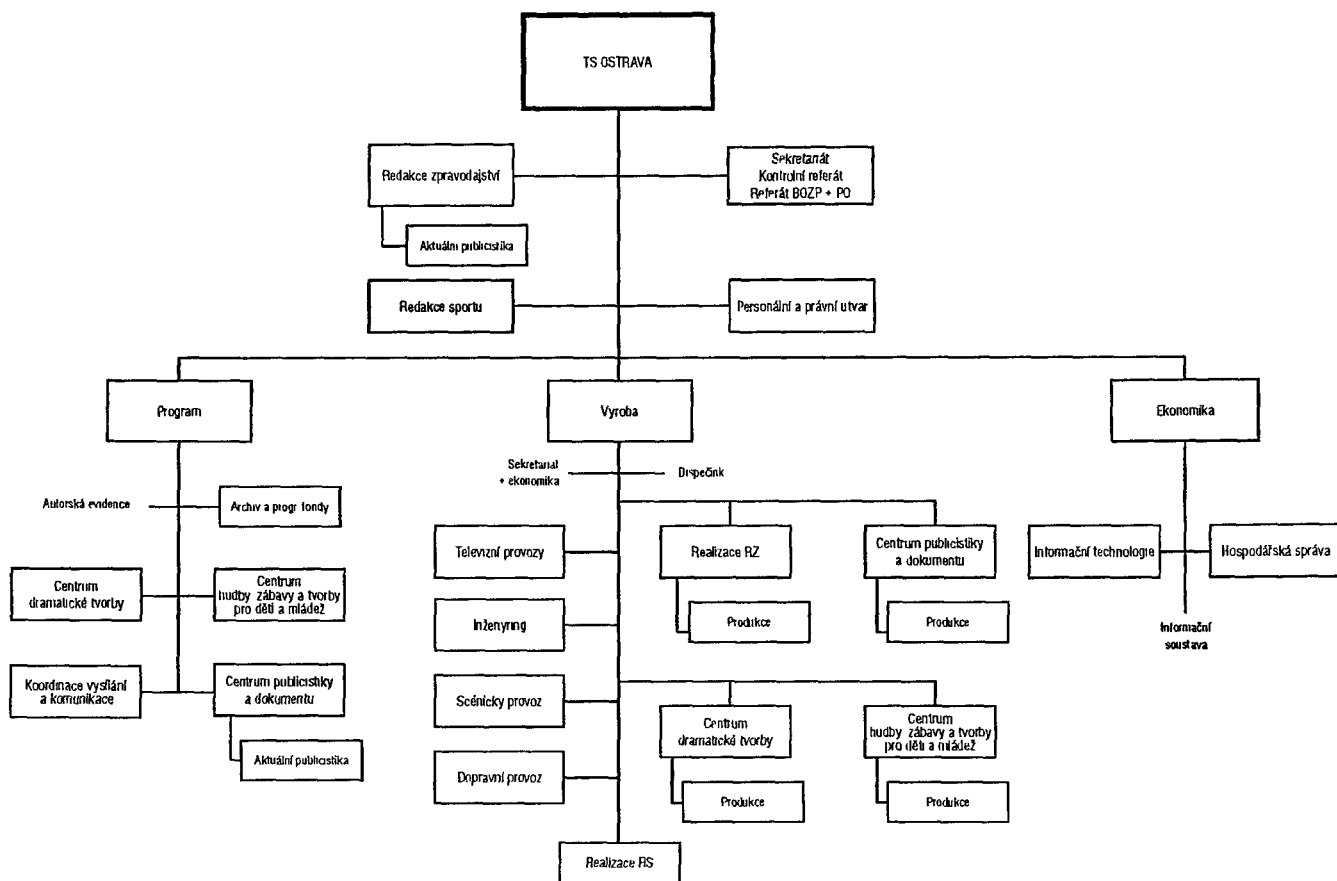 TS OSTRAVA
Redakce zpravodajství
Sekretariát
Kontrolní referát
Referát BOZP + PO
Aktuální publicistika
Redakce sportu
Personální a právní utvar
Program
Vyroba
Ekonomika
Sekretariat
+ ekonomika
Dispečink
Autorská evidence
Archiv a progr fondy
Televizní provozy
Realizace RZ
Centrum publicistiky
a dokumentu
Informační technologie
Hospodářská správa
Centrum
dramatické tvorby
Centrum
hudby zábavy a tvorby
pro děti a mládež
Inženyring
Produkce
Produkce
Informační
soustava
Koordinace vysílání
a komunikace
Centrum publicistiky
a dokumentu
Scénicky provoz
Centrum
dramatické tvorby
Centrum
hudby zábavy a tvorby
pro děti a mládež
Aktuální publicistika
Dopravní provoz
Produkce
Produkce
Realizace RS